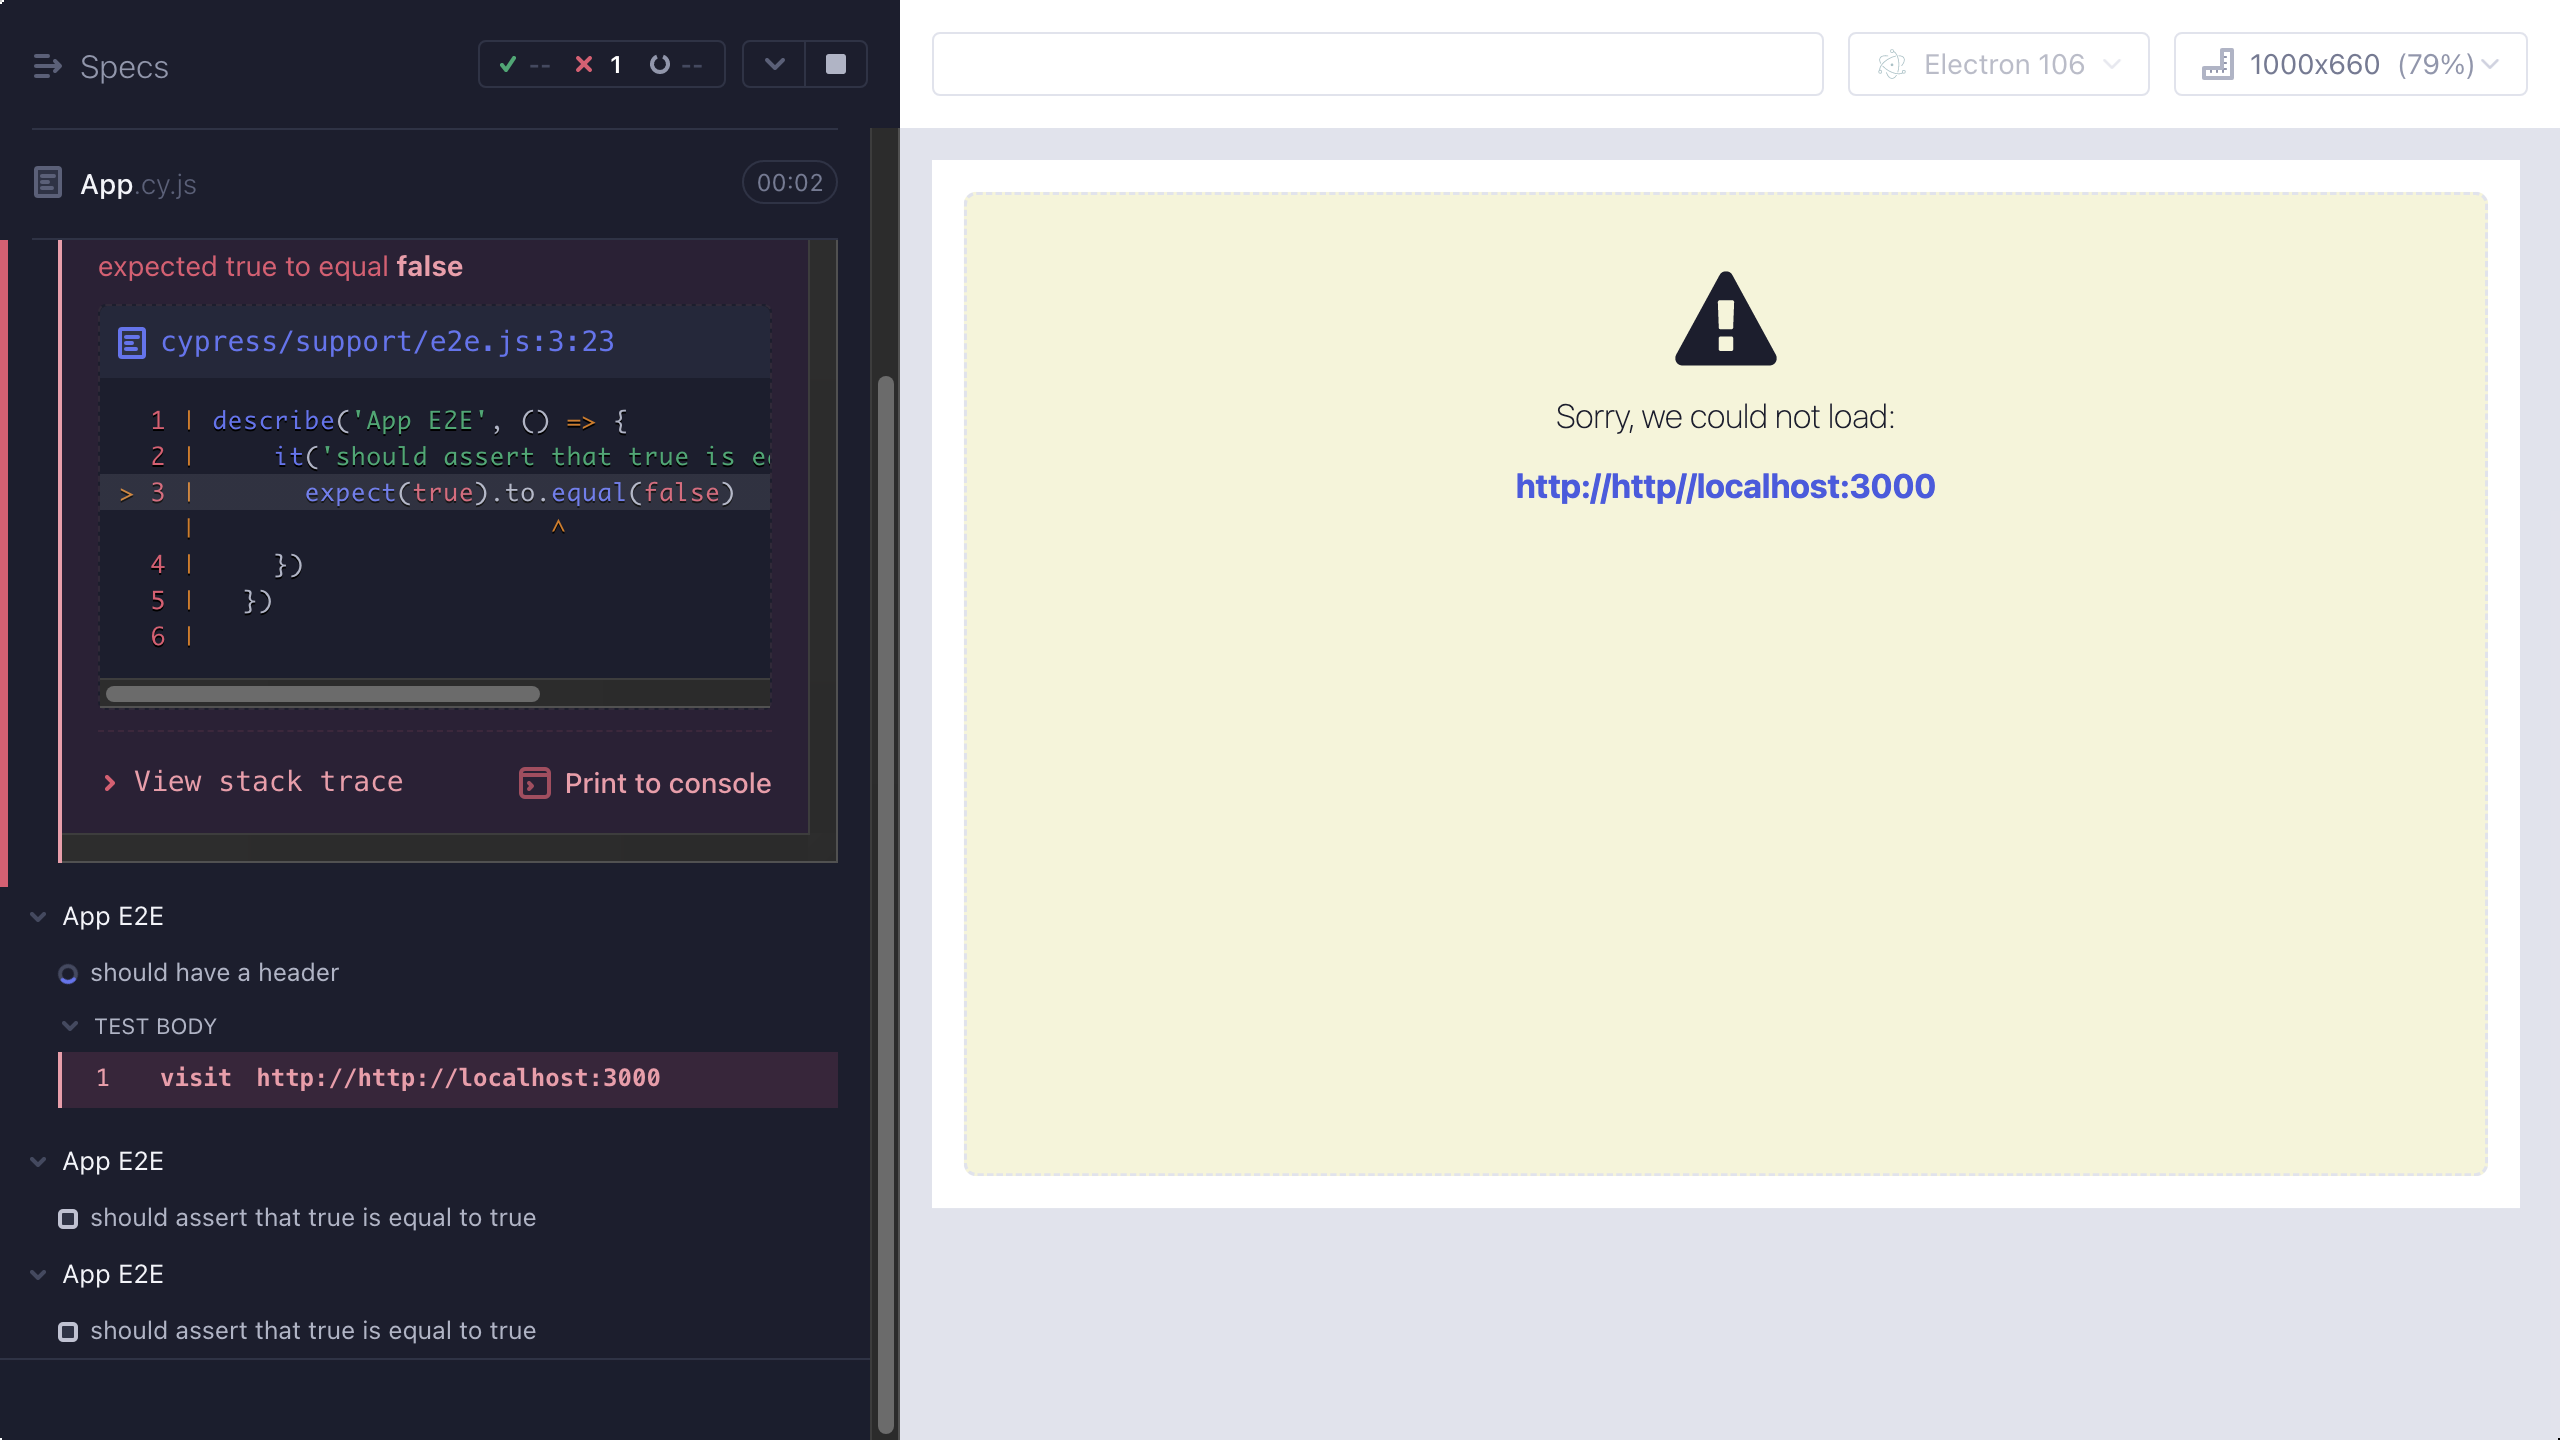 Specs
--
1
--
App.cy.js
00:02
expected true to equal false
cypress/support/e2e.js:3:23
1 | describe('App E2E', () => {
2 |     it('should assert that true is e
> 3 |       expect(true).to.equal(false)
|                       ^
4 |     })
5 |   })
6 |
View stack trace
Print to console
App E2E
should have a header
TEST BODY
1 visit http://http://localhost:3000
App E2E
should assert that true is equal to true
App E2E
should assert that true is equal to true
Electron 106
1000x660 (79%)
Sorry, we could not load:
http://http//localhost:3000